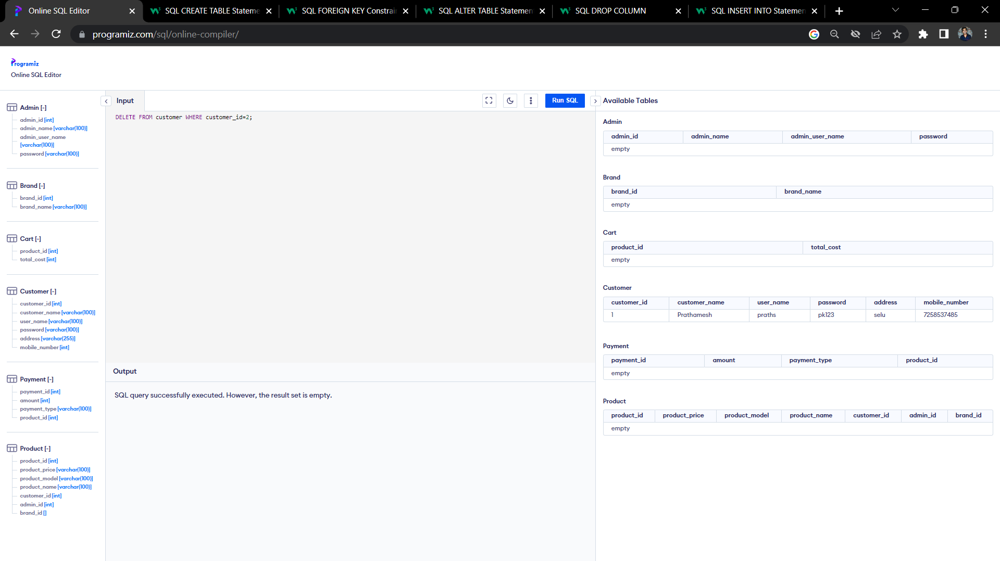 Online SQL Editor
SQL CREATE TABLE Stateme
SQL FOREIGN KEY Constrai
SQL ALTER TABLE Statemen
SQL DROP COLUMN
SQL INSERT INTO Statemen
programiz.com/sql/online-compiler/
Programiz
Online SQL Editor
Admin [-]
admin_id [int]
admin_name [varchar(100)]
admin_user_name
[varchar(100)]
password [varchar(100)]
Brand [-]
brand_id [int]
brand_name [varchar(100)]
Cart [-]
product_id [int]
total_cost [int]
Customer [-]
customer_id [int]
customer_name [varchar(100)]
user_name [varchar(100)]
password [varchar(100)]
address [varchar(255)]
mobile_number [int]
Payment [-]
payment_id [int]
amount [int]
payment_type [varchar(100)]
product_id [int]
Product [-]
product_id [int]
product_price [varchar(100)]
product_model [varchar(100)]
product_name [varchar(100)]
customer_id [int]
admin_id [int]
brand_id []
Input
Run SQL
DELETE FROM customer WHERE customer_id=2;
Output
SQL query successfully executed. However, the result set is empty.
Available Tables
Admin
admin_id admin_name admin_user_name password
empty
Brand
brand_id brand_name
empty
Cart
product_id total_cost
empty
Customer
customer_id customer_name user_name password address mobile_number
1 Prathamesh praths pk123 selu 7258537485
Payment
payment_id amount payment_type product_id
empty
Product
product_id product_price product_model product_name customer_id admin_id brand_id
empty